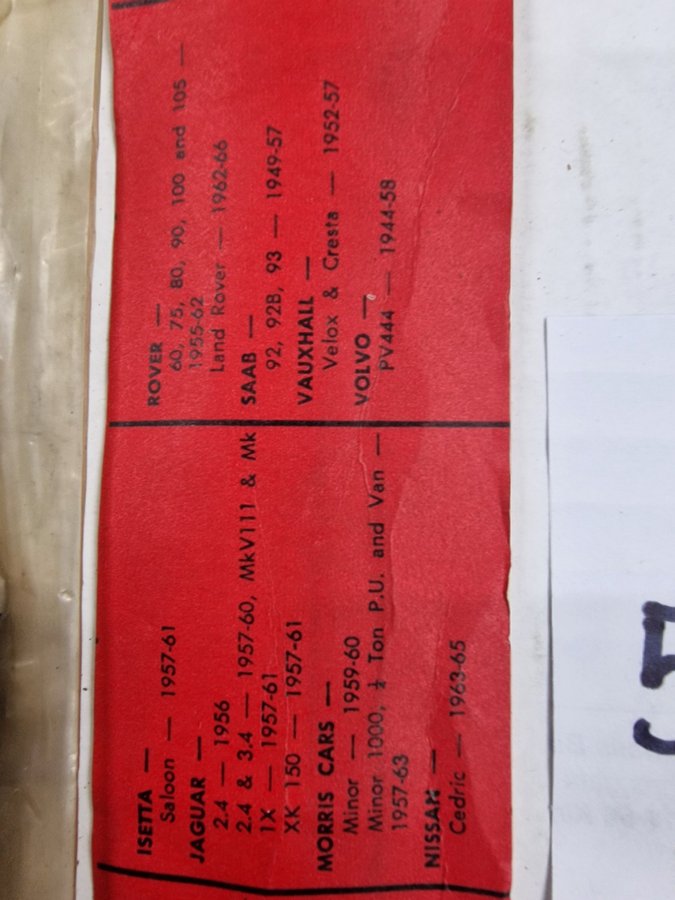 ISETTA —
Saloon — 1957-61
JAGUAR —
2.4 — 1956
2.4 & 3.4 — 1957-60, MkV111 & Mk
1X — 1957-61
XK 150 — 1957-61
MORRIS CARS —
Minor — 1959-60
Minor 1000, ½ Ton P.U. and Van —
1957-63
NISSAN —
Cedric — 1963-65
ROVER —
60, 75, 80, 90, 100 and 105 —
1955-62
Land Rover — 1962-66
SAAB —
92, 92B, 93 — 1949-57
VAUXHALL —
Velox & Cresta — 1952-57
VOLVO —
PV444 — 1944-58